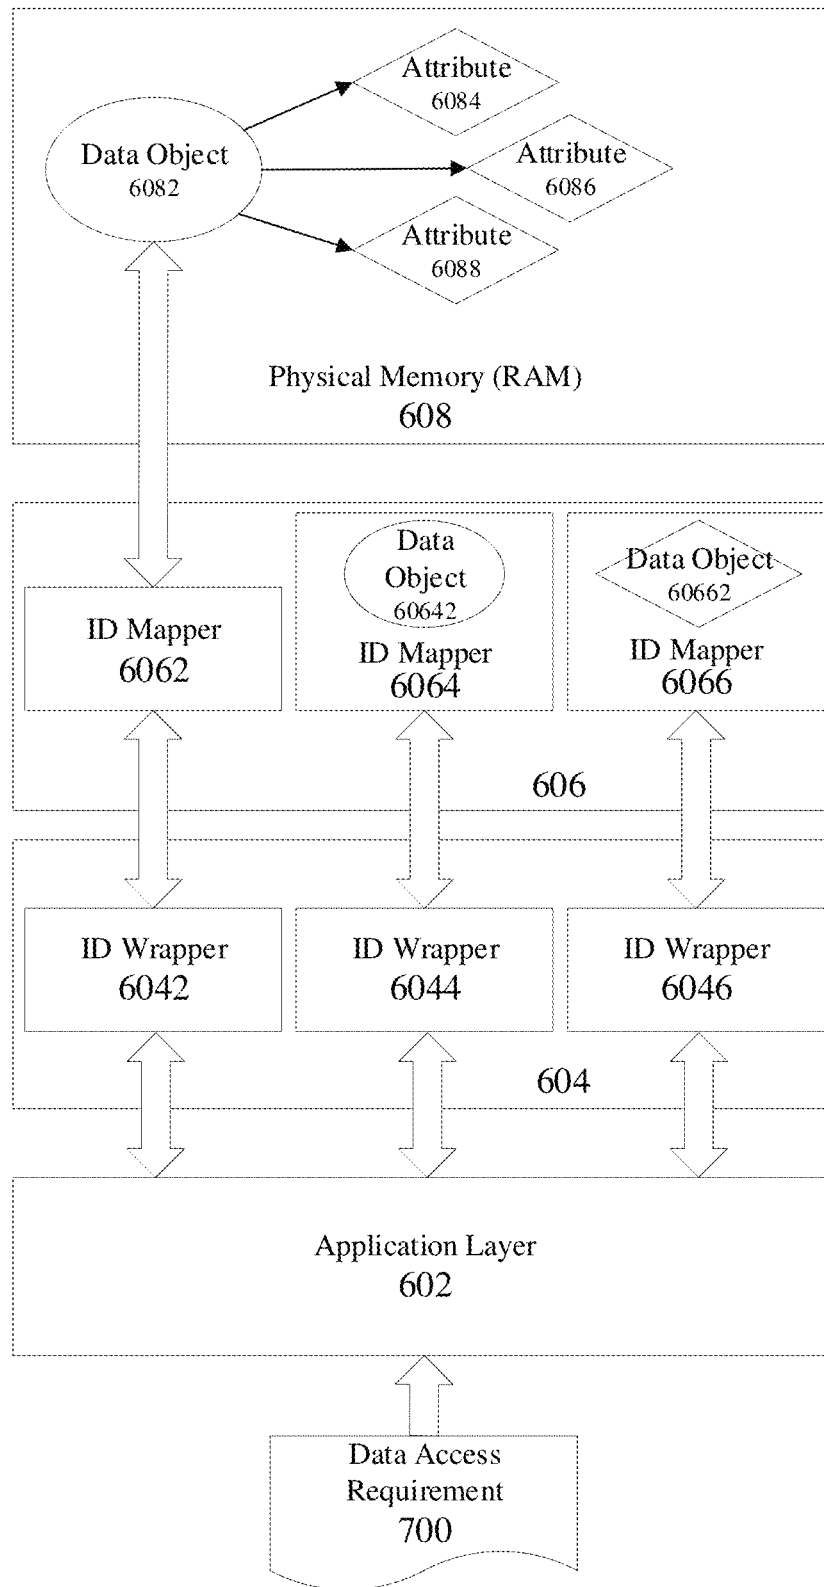 Attribute
6084
Data Object
6082
Attribute
6086
Attribute
6088
Physical Memory (RAM)
608
ID Mapper
6062
Data
Object
60642
ID Mapper
6064
Data Object
60662
ID Mapper
6066
606
ID Wrapper
6042
ID Wrapper
6044
ID Wrapper
6046
604
Application Layer
602
Data Access
Requirement
700